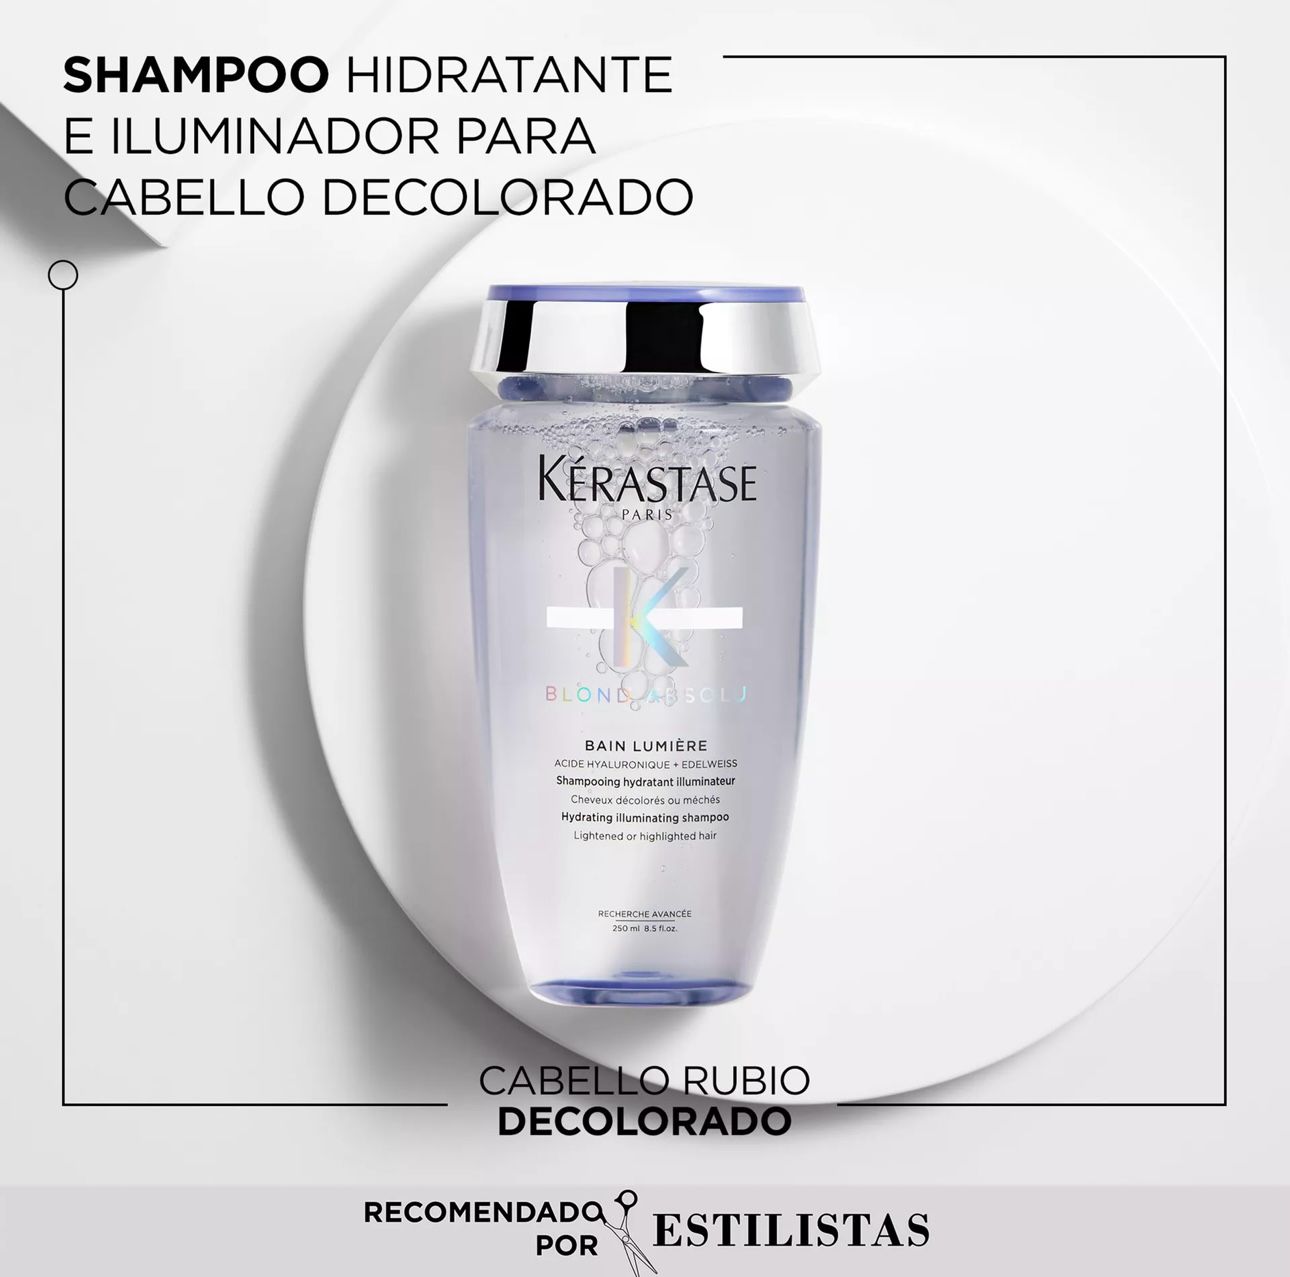 SHAMPOO HIDRATANTE
E ILUMINADOR PARA
CABELLO DECOLORADO
KÉRASTASE
PARIS
K
BLOND ABSOLU
BAIN LUMIÈRE
ACIDE HYALURONIQUE + EDELWEISS
Shampooing hydratant illuminateur
Cheveux décolorés ou méchés
Hydrating illuminating shampoo
Lightened or highlighted hair
RECHERCHE AVANCÉE
250 ml 8.5 fl.oz.
CABELLO RUBIO
DECOLORADO
RECOMENDADO
POR
ESTILISTAS